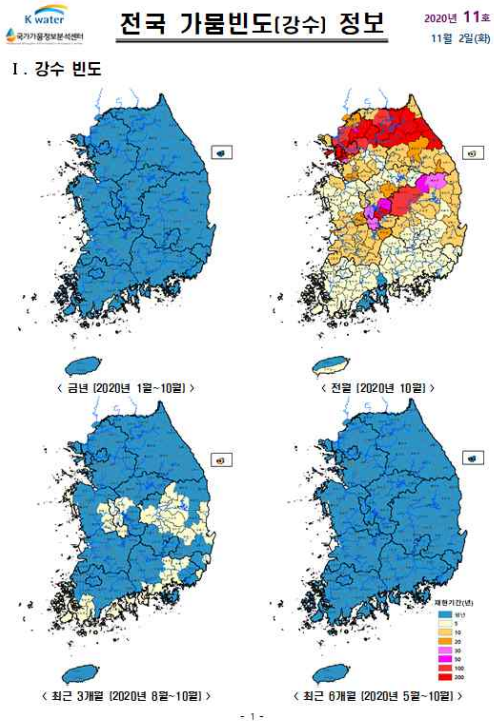 K water
국가가뭄정보분석센터
전국 가뭄빈도(강수) 정보
2020년 11호
11월 2일(화)
Ⅰ. 강수 빈도
< 금년 (2020년 1월~10월) >
< 전월 (2020년 10월) >
재현기간(년)
5
10
20
30
50
100
200
< 최근 3개월 (2020년 8월~10월) >
< 최근 6개월 (2020년 5월~10월) >
- 1 -